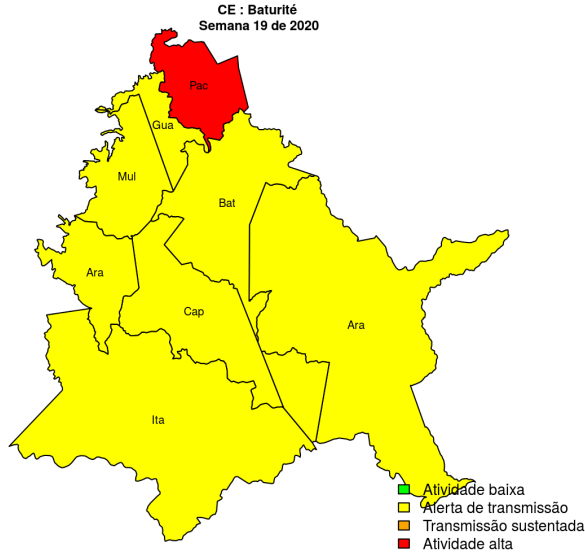 CE : Baturité
Semana 19 de 2020
Pac
Gua
Mul
Bat
Ara
Cap
Ara
Ita
Atividade baixa
Alerta de transmissão
Transmissão sustentada
Atividade alta